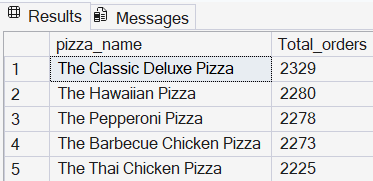 Results Messages
pizza_name Total_orders
1 The Classic Deluxe Pizza 2329
2 The Hawaiian Pizza 2280
3 The Pepperoni Pizza 2278
4 The Barbecue Chicken Pizza 2273
5 The Thai Chicken Pizza 2225